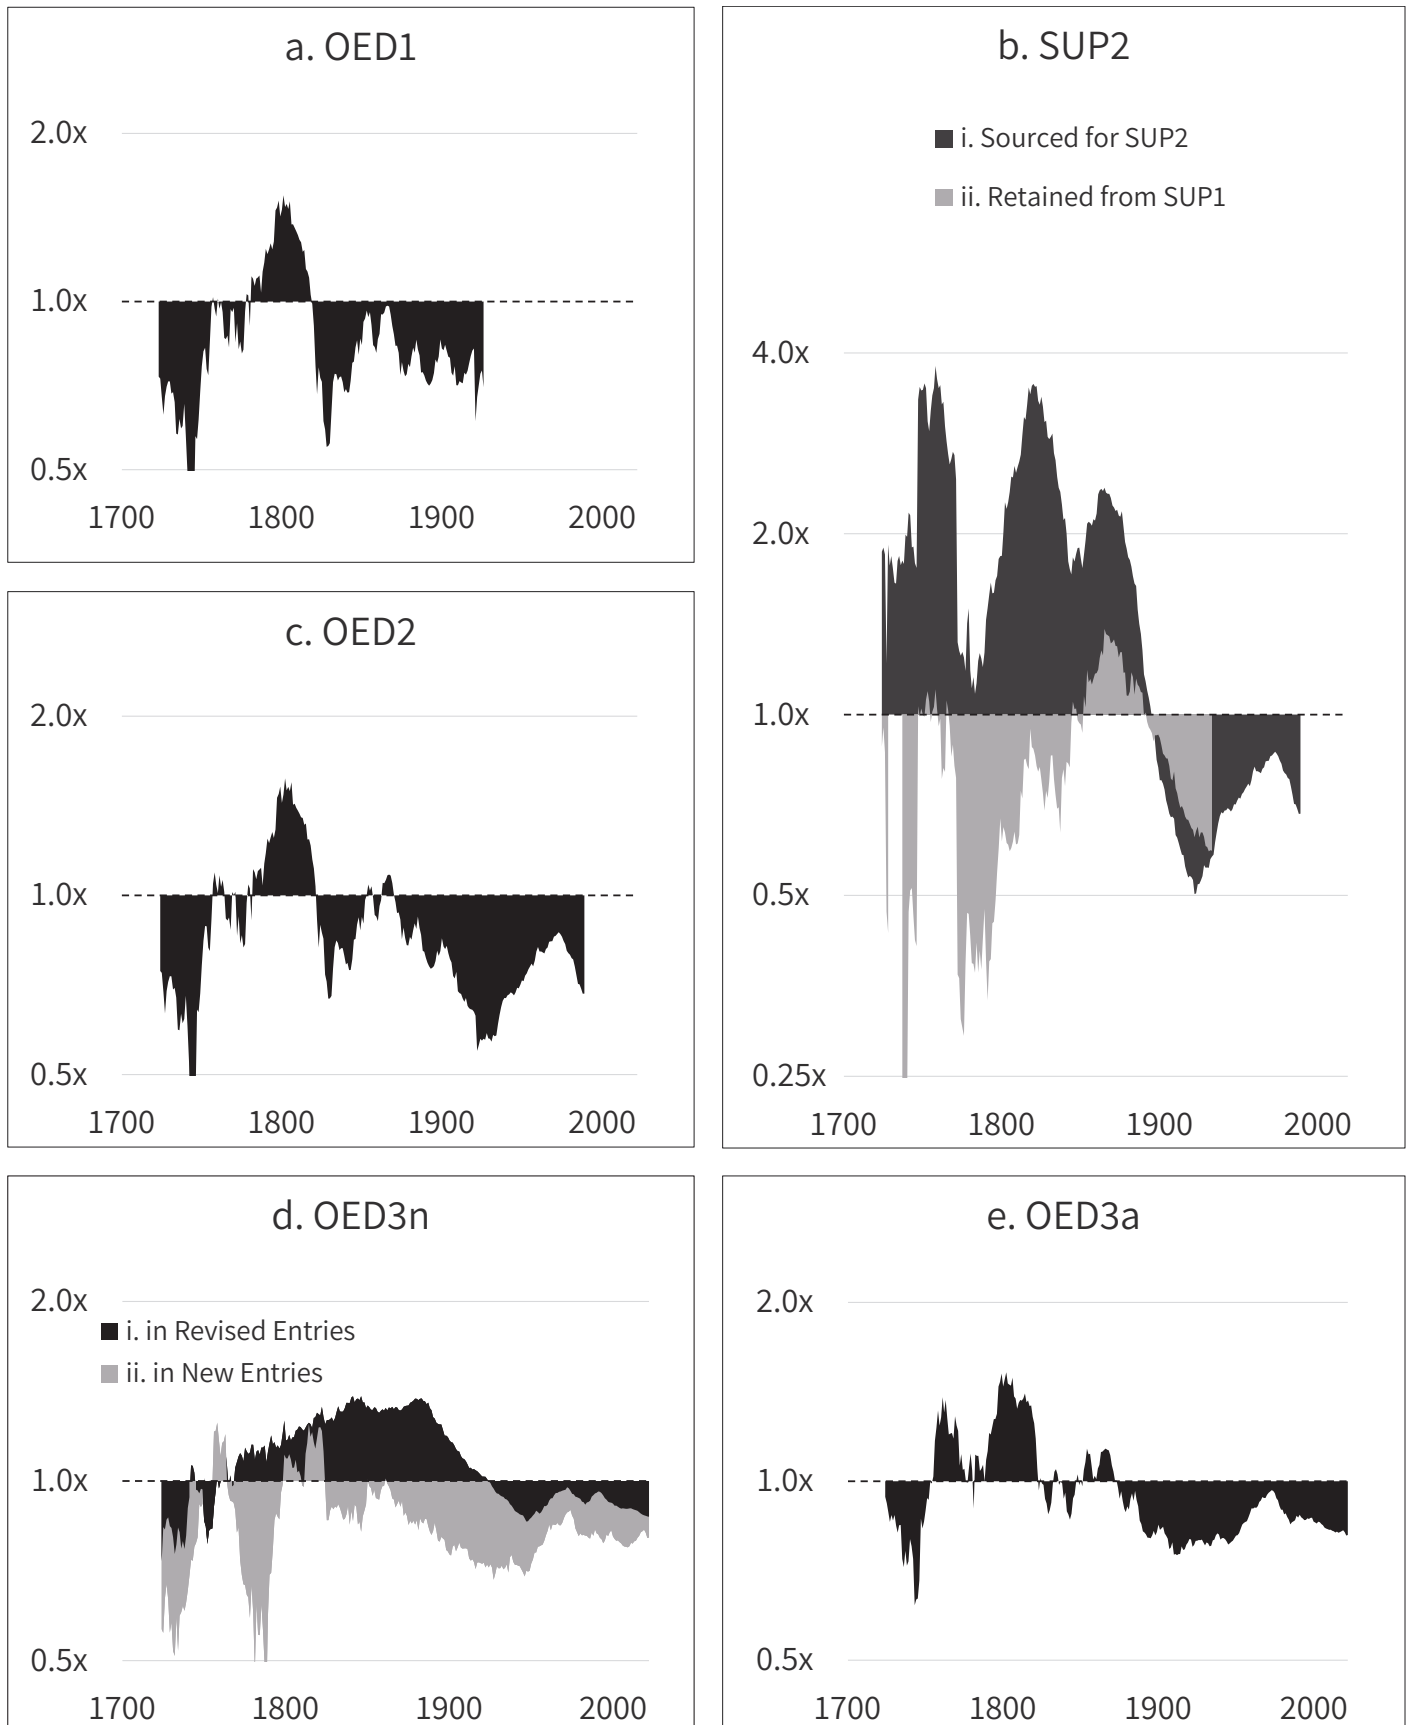 a. OED1
2.0x
1.0x
0.5x
1700 1800 1900 2000
b. SUP2
i. Sourced for SUP2
ii. Retained from SUP1
4.0x
2.0x
1.0x
0.5x
0.25x
1700 1800 1900 2000
c. OED2
2.0x
1.0x
0.5x
1700 1800 1900 2000
d. OED3n
2.0x
i. in Revised Entries
ii. in New Entries
1.0x
0.5x
1700 1800 1900 2000
e. OED3a
2.0x
1.0x
0.5x
1700 1800 1900 2000